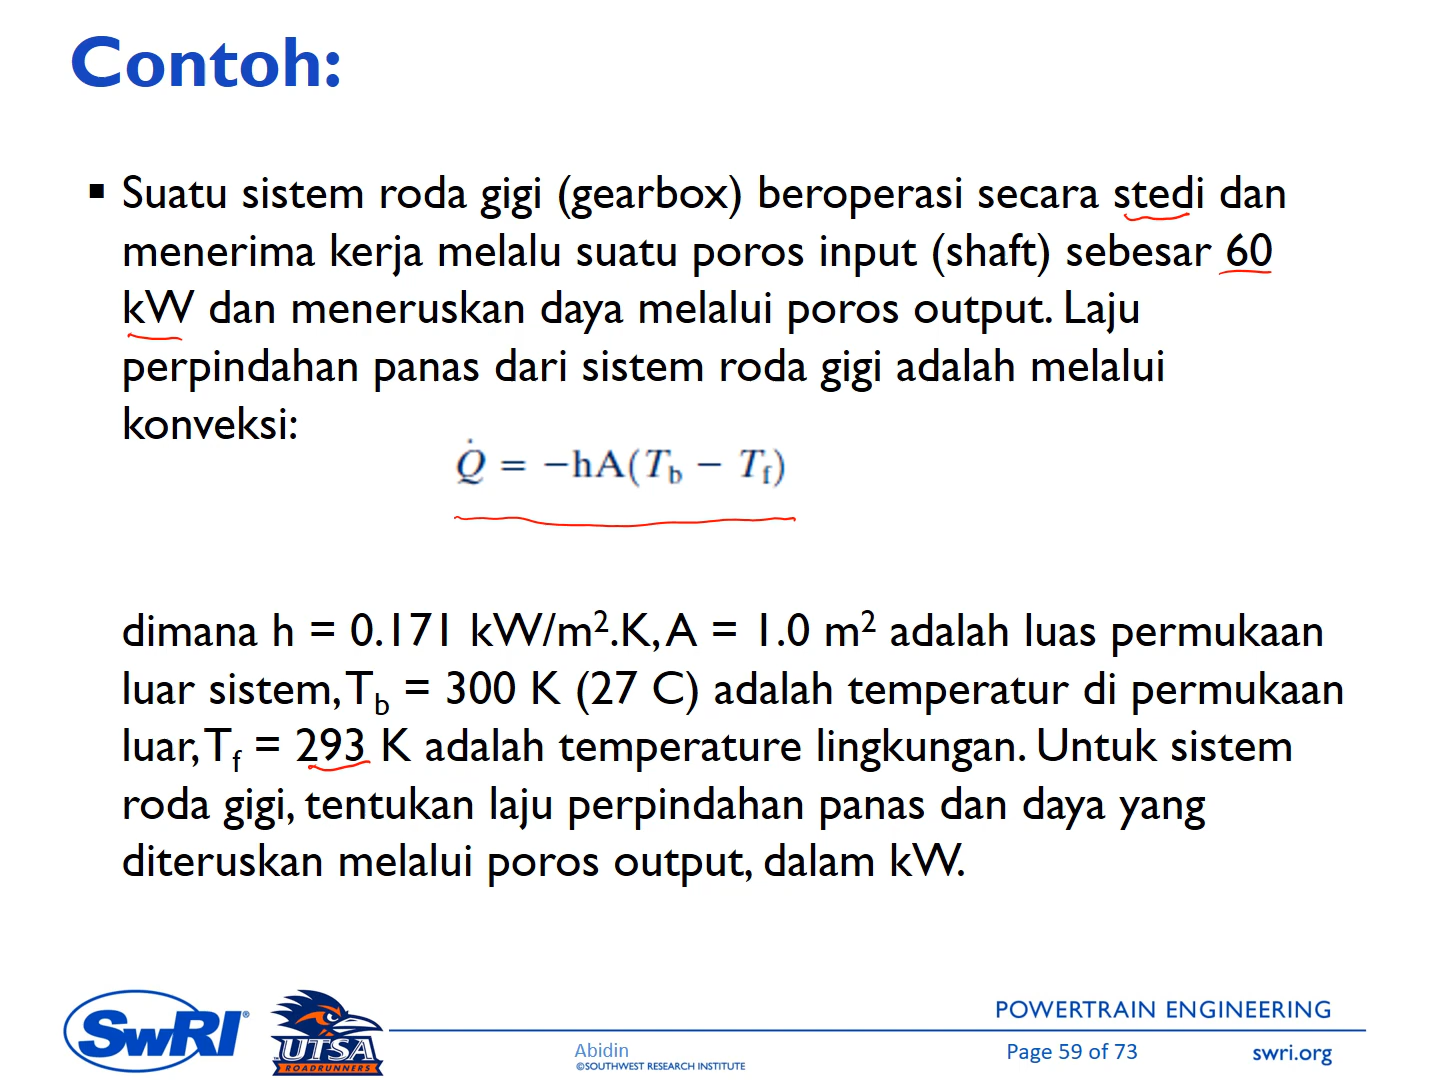 Contoh:
▪ Suatu sistem roda gigi (gearbox) beroperasi secara stedi dan
menerima kerja melalu suatu poros input (shaft) sebesar 60
kW dan meneruskan daya melalui poros output. Laju
perpindahan panas dari sistem roda gigi adalah melalui
konveksi:
Q̇ = −hA(T_b − T_f)
dimana h = 0.171 kW/m².K, A = 1.0 m² adalah luas permukaan
luar sistem, T_b = 300 K (27 C) adalah temperatur di permukaan
luar, T_f = 293 K adalah temperature lingkungan. Untuk sistem
roda gigi, tentukan laju perpindahan panas dan daya yang
diteruskan melalui poros output, dalam kW.
SwRI®
UTSA
ROADRUNNERS
Abidin
©SOUTHWEST RESEARCH INSTITUTE
POWERTRAIN ENGINEERING
Page 59 of 73
swri.org